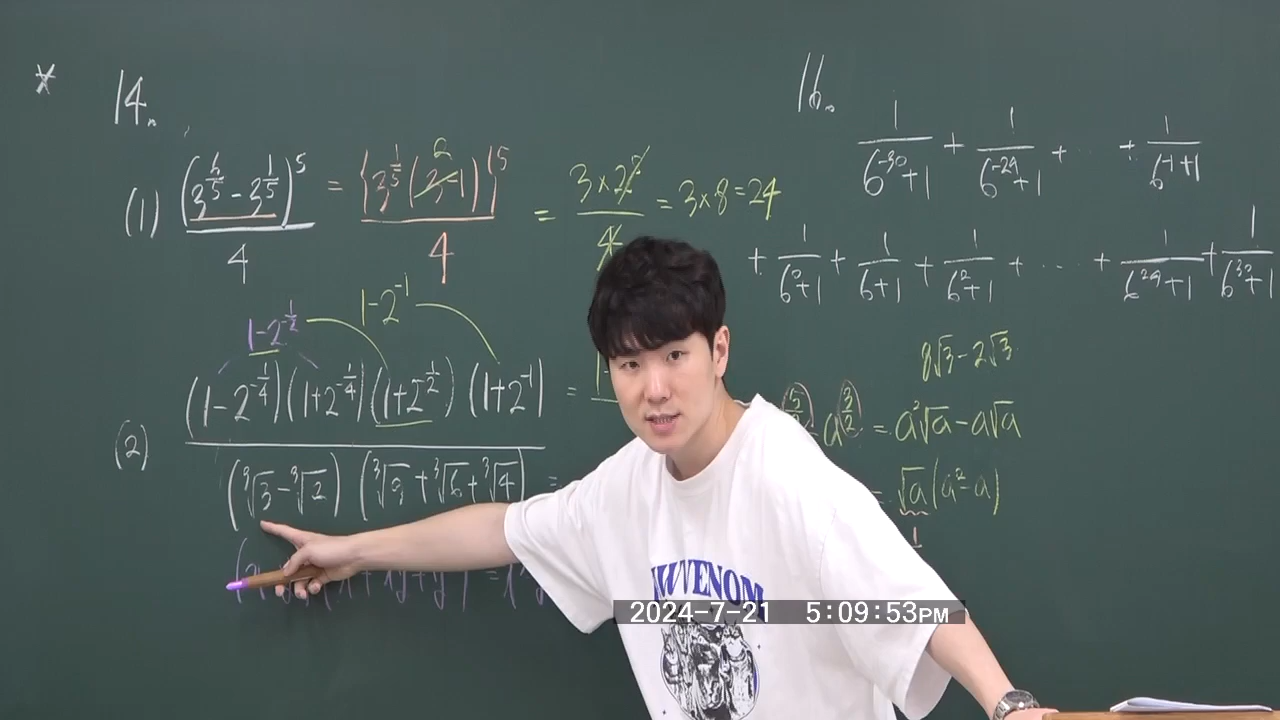 * 14.
(1) (3^{6/5} - 3^{1/5})^5 / 4 = {3^{1/5}(3-1)}^5 / 4 = 3×2^5 / 4 = 3×8=24
2
1-2^{-1/2} 1-2^{-1}
(2) (1-2^{-1/4})(1+2^{-1/4})(1+2^{-1/2})(1+2^{-1}) =
(∛3-∛2)(∛9+∛6+∛4) =
16.
1/(6^{-30}+1) + 1/(6^{-29}+1) + ··· + 1/(6^{-1}+1)
+ 1/(6^0+1) + 1/(6+1) + 1/(6^2+1) + ··· + 1/(6^{29}+1) + 1/(6^{30}+1)
8√3-2√3
-a^{3/2} = a²√a-a√a
= √a(a²-a)
NWVENOM
2024-7-21 5:09:53PM